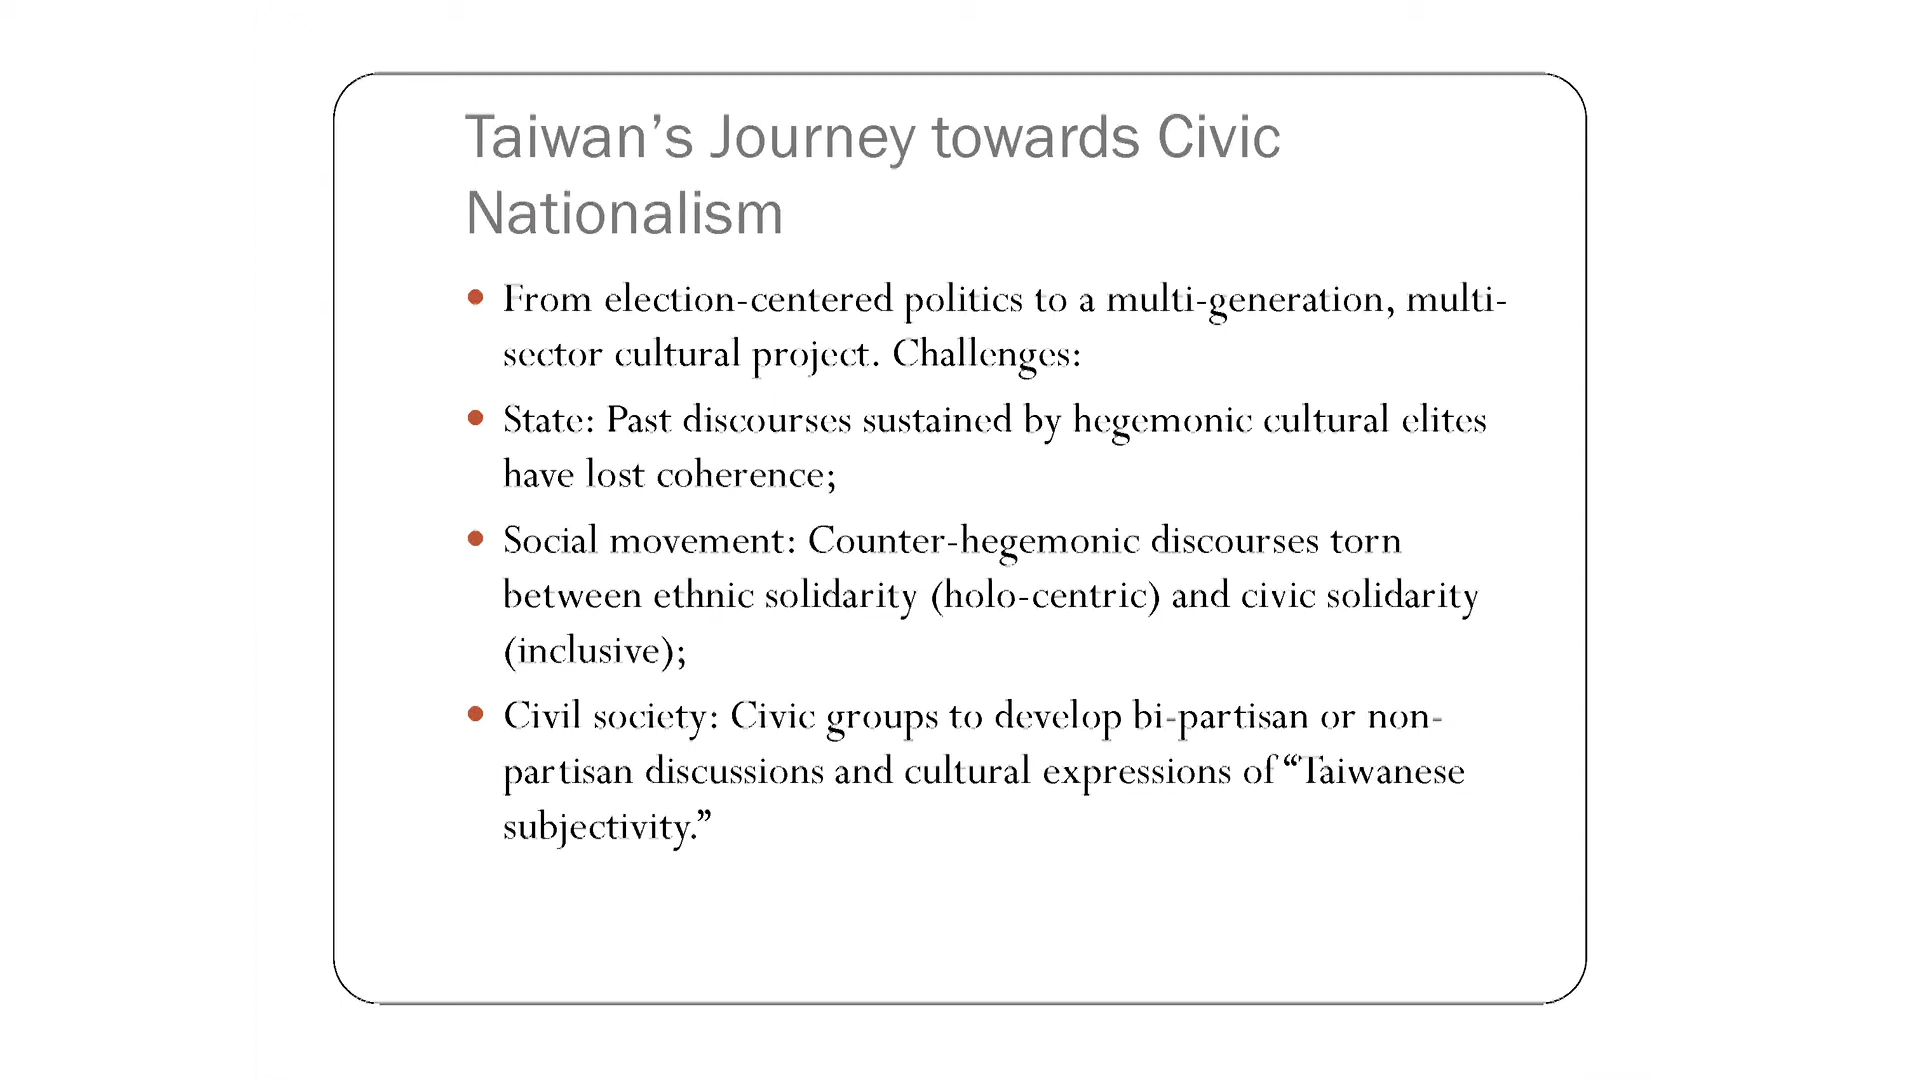 Taiwan’s Journey towards Civic
Nationalism
• From election-centered politics to a multi-generation, multi-
sector cultural project. Challenges:
• State: Past discourses sustained by hegemonic cultural elites
have lost coherence;
• Social movement: Counter-hegemonic discourses torn
between ethnic solidarity (holo-centric) and civic solidarity
(inclusive);
• Civil society: Civic groups to develop bi-partisan or non-
partisan discussions and cultural expressions of “Taiwanese
subjectivity.”